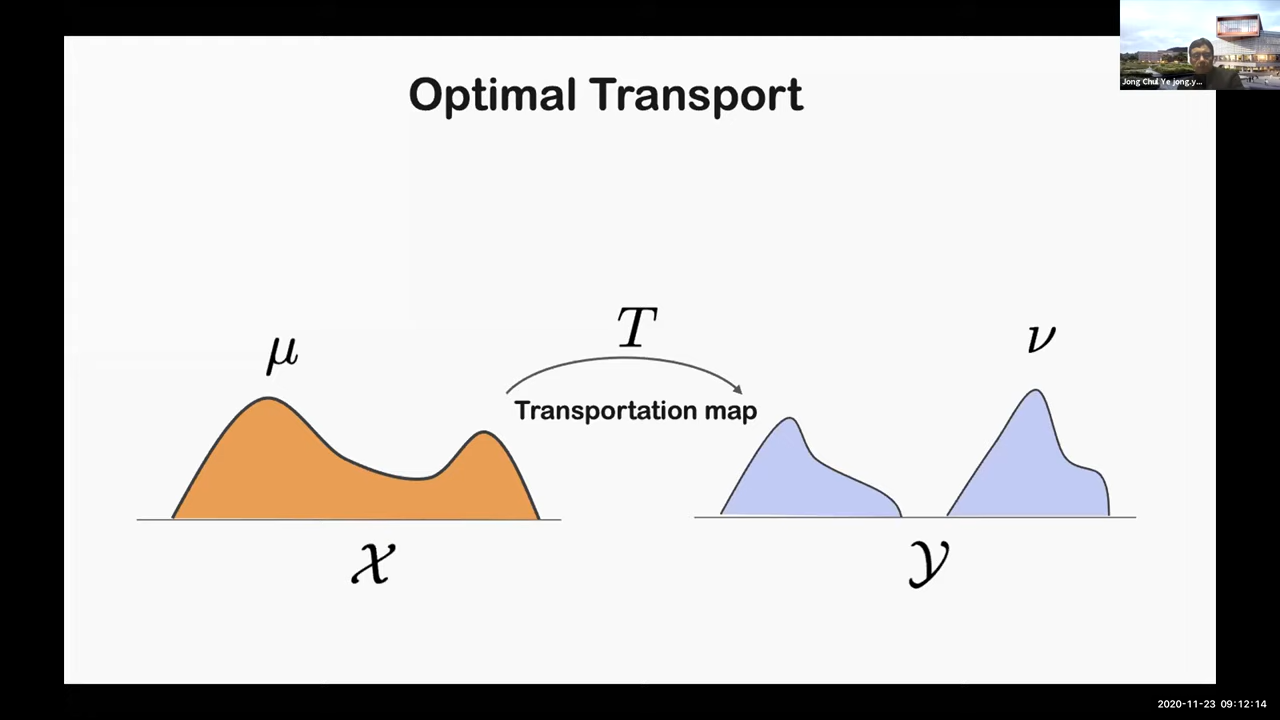 Optimal Transport
Jong Chul Ye jong.y...
T
μ
ν
Transportation map
𝒳
𝒴
2020-11-23 09:12:14